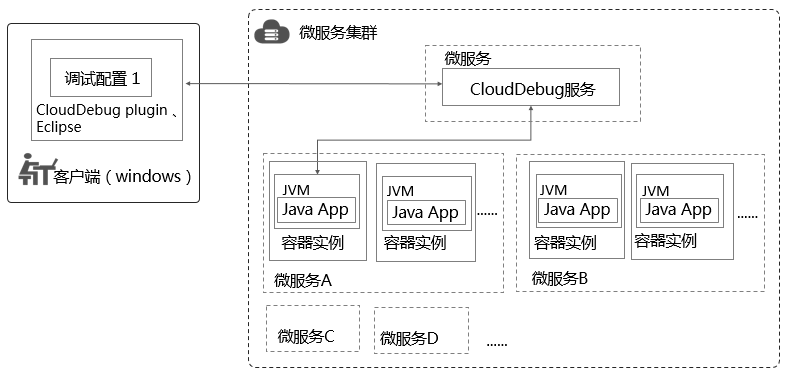 调试配置 1
CloudDebug plugin 、
Eclipse
客户端（windows）
微服务集群
微服务
CloudDebug服务
JVM
Java App
容器实例
JVM
Java App
容器实例
......
微服务A
JVM
Java App
容器实例
JVM
Java App
容器实例
......
微服务B
微服务C
微服务D
......